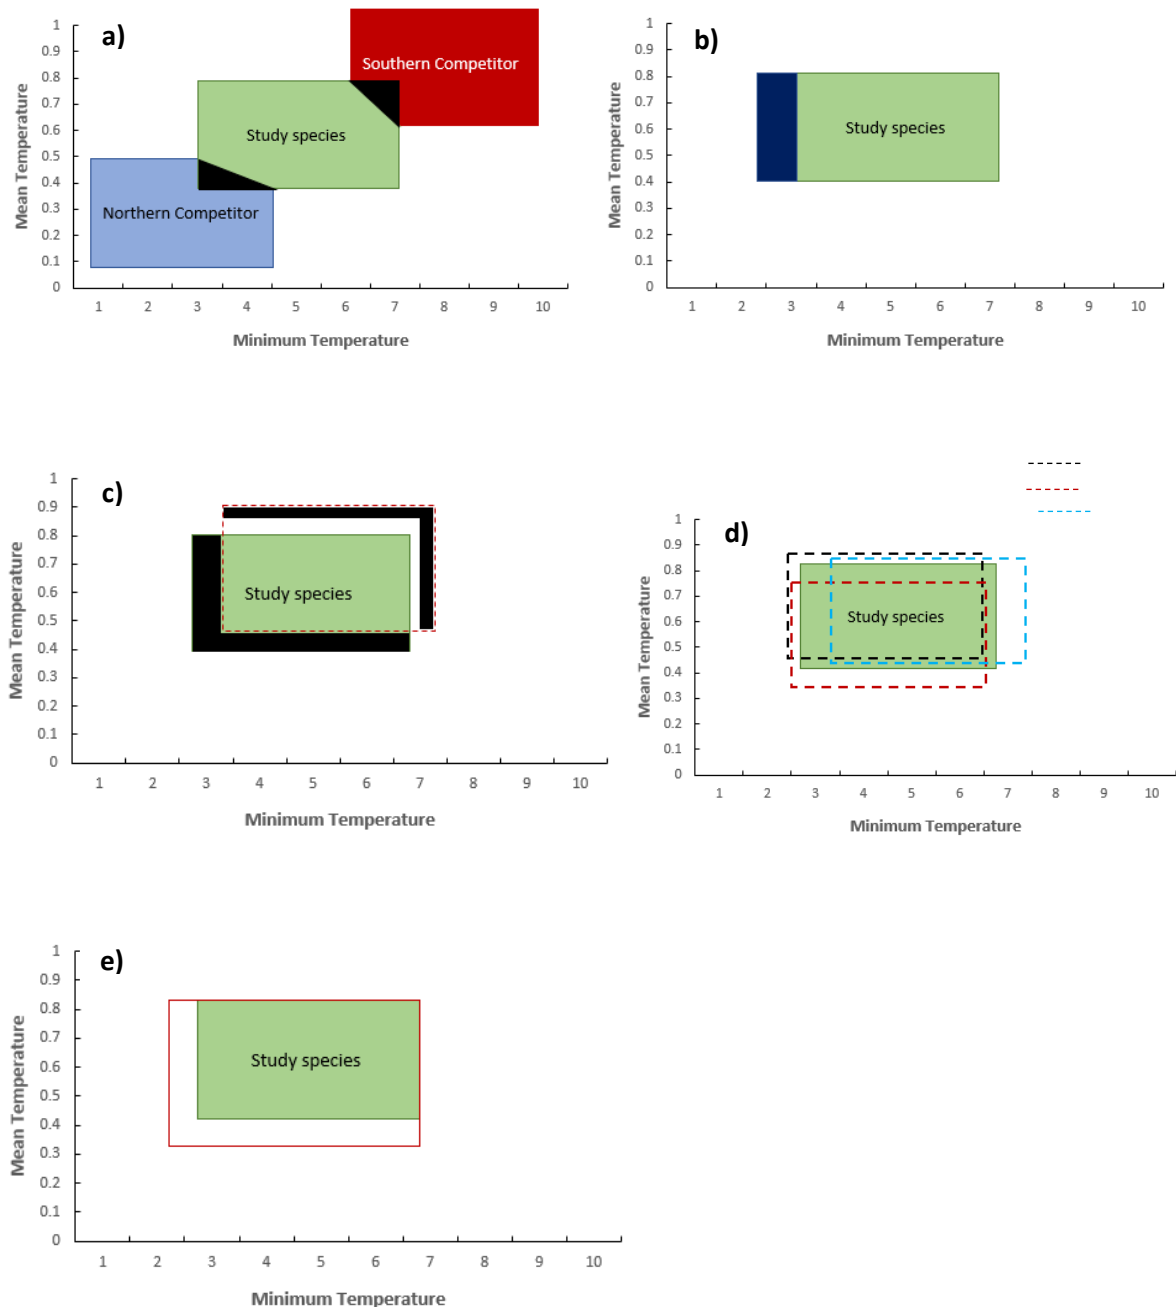 a)
Mean Temperature
1
0.9
0.8
0.7
0.6
0.5
0.4
0.3
0.2
0.1
0
Southern Competitor
Study species
Northern Competitor
1 2 3 4 5 6 7 8 9 10
Minimum Temperature
b)
Mean Temperature
1
0.9
0.8
0.7
0.6
0.5
0.4
0.3
0.2
0.1
0
Study species
1 2 3 4 5 6 7 8 9 10
Minimum Temperature
c)
Mean Temperature
1
0.9
0.8
0.7
0.6
0.5
0.4
0.3
0.2
0.1
0
Study species
1 2 3 4 5 6 7 8 9 10
Minimum Temperature
d)
Mean Temperature
1
0.9
0.8
0.7
0.6
0.5
0.4
0.3
0.2
0.1
0
Study species
1 2 3 4 5 6 7 8 9 10
Minimum Temperature
e)
Mean Temperature
1
0.9
0.8
0.7
0.6
0.5
0.4
0.3
0.2
0.1
0
Study species
1 2 3 4 5 6 7 8 9 10
Minimum Temperature